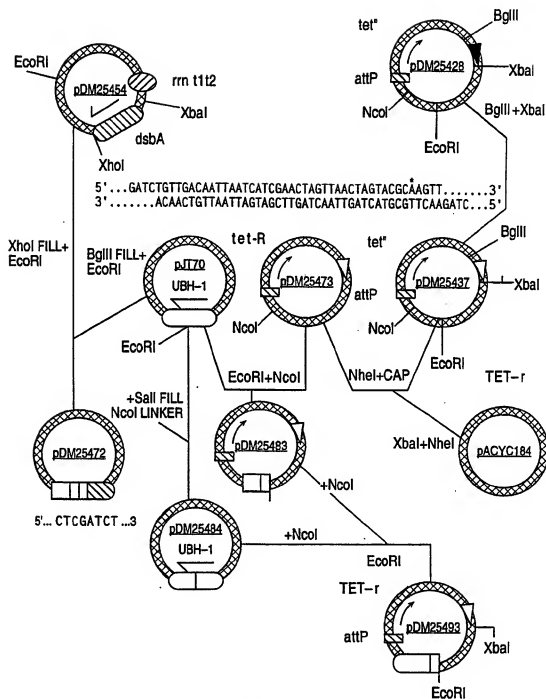 tetᴿ
BglII
EcoRI
pDM25454
rrn t1t2
XbaI
dsbA
XhoI
attP
pDM25428
XbaI
NcoI
EcoRI
BglII+XbaI
*
5'...GATCTGTTGACAATTAATCATCGAACTAGTTAACTAGTACGCAAGTT.......3'
3'.......ACAACTGTTAATTAGTAGCTTGATCAATTGATCATGCGTTCAAGATC...5'
XhoI FILL+
EcoRI
BglII FILL+
EcoRI
pJT70
UBH-1
EcoRI
tet-R
pDM25473
NcoI
tetᴿ
BglII
attP
pDM25437
XbaI
NcoI
EcoRI
EcoRI+NcoI
NheI+CAP
TET-r
+SalI FILL
NcoI LINKER
XbaI+NheI
pACYC184
pDM25472
5'... CTCGATCT ...3
pDM25483
+NcoI
pDM25484
UBH-1
+NcoI
EcoRI
TET-r
attP
pDM25493
XbaI
EcoRI